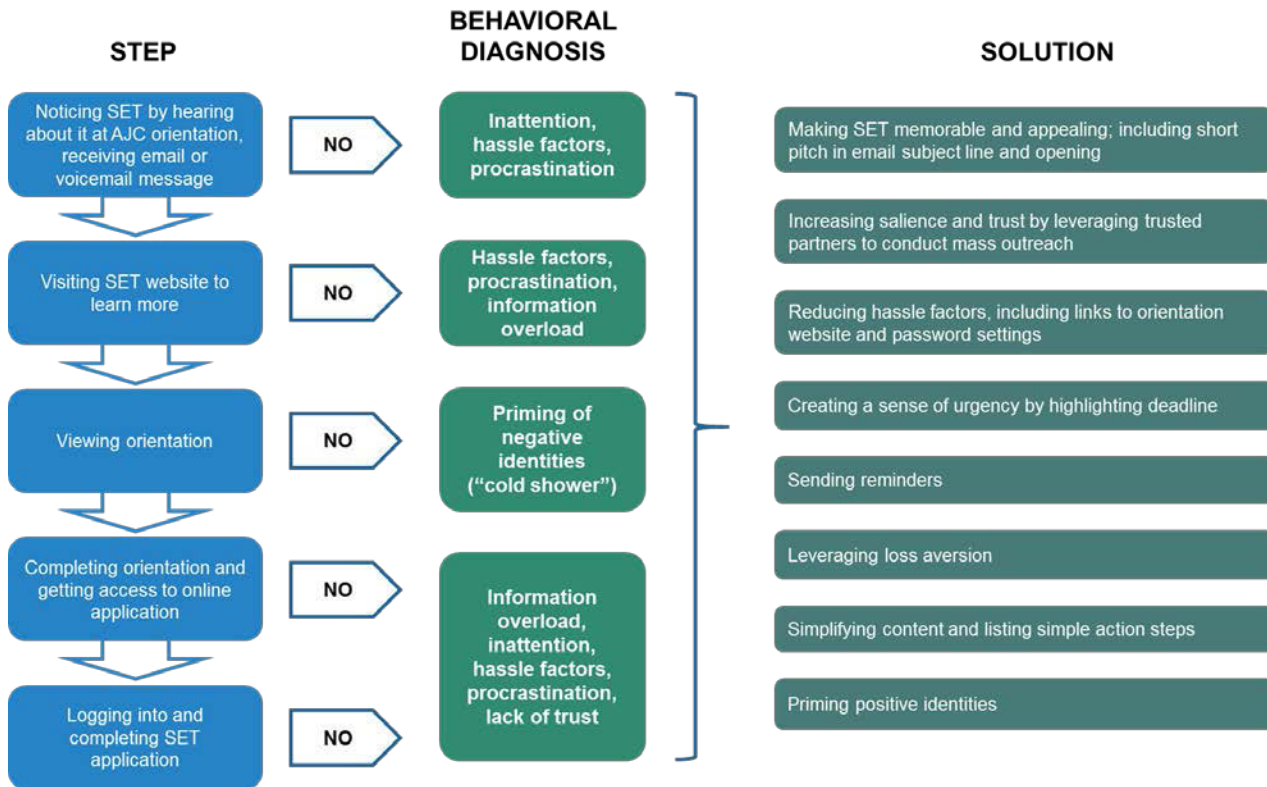 STEP
BEHAVIORAL
DIAGNOSIS
SOLUTION
Noticing SET by hearing
about it at AJC orientation,
receiving email or
voicemail message
NO
Inattention,
hassle factors,
procrastination
Visiting SET website to
learn more
NO
Hassle factors,
procrastination,
information
overload
Viewing orientation
NO
Priming of
negative
identities
(“cold shower”)
Completing orientation and
getting access to online
application
NO
Information
overload,
inattention,
hassle factors,
procrastination,
lack of trust
Logging into and
completing SET
application
NO
Making SET memorable and appealing; including short
pitch in email subject line and opening
Increasing salience and trust by leveraging trusted
partners to conduct mass outreach
Reducing hassle factors, including links to orientation
website and password settings
Creating a sense of urgency by highlighting deadline
Sending reminders
Leveraging loss aversion
Simplifying content and listing simple action steps
Priming positive identities